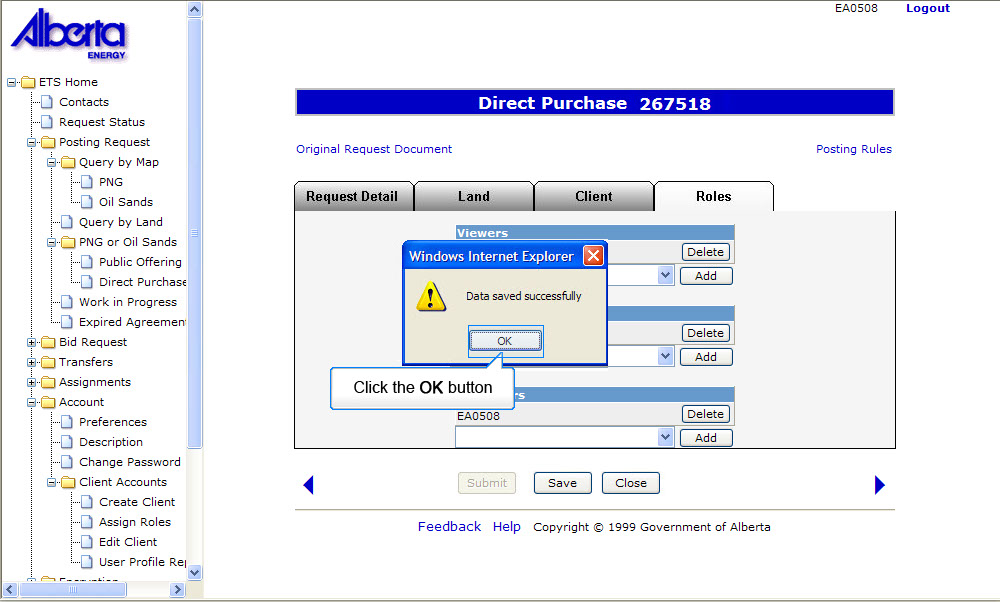 Alberta
ENERGY
EA0508 Logout
ETS Home
Contacts
Request Status
Posting Request
Query by Map
PNG
Oil Sands
Query by Land
PNG or Oil Sands
Public Offering
Direct Purchase
Work in Progress
Expired Agreemen
Bid Request
Transfers
Assignments
Account
Preferences
Description
Change Password
Client Accounts
Create Client
Assign Roles
Edit Client
User Profile Re
Encryption
Direct Purchase 267518
Original Request Document Posting Rules
Request Detail Land Client Roles
Viewers
Delete
Add
Windows Internet Explorer
Data saved successfully
OK
Click the OK button
Delete
Add
rs
EA0508 Delete
Add
Submit Save Close
Feedback Help Copyright © 1999 Government of Alberta